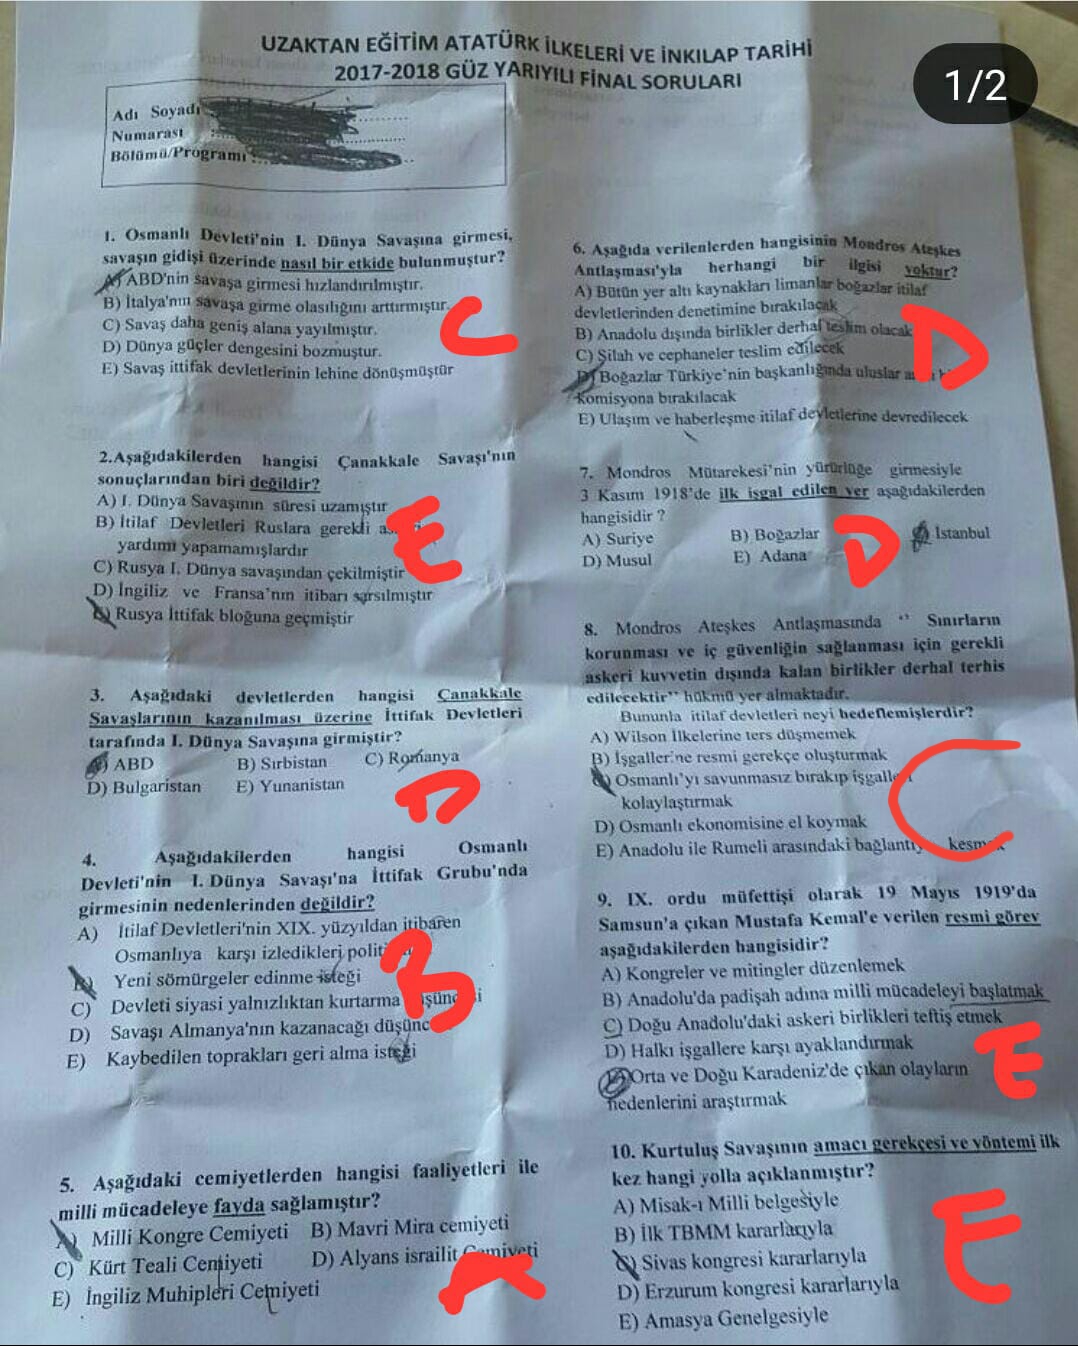 UZAKTAN EĞİTİM ATATÜRK İLKELERİ VE İNKILAP TARİHİ
2017-2018 GÜZ YARIYILI FİNAL SORULARI
1/2
Adı Soyadı
Numarası :
Bölümü/Programı :
1. Osmanlı Devleti'nin I. Dünya Savaşına girmesi,
savaşın gidişi üzerinde nasıl bir etkide bulunmuştur?
A) ABD'nin savaşa girmesi hızlandırılmıştır.
B) İtalya'nın savaşa girme olasılığını arttırmıştır.
C) Savaş daha geniş alana yayılmıştır.
D) Dünya güçler dengesini bozmuştur.
E) Savaş ittifak devletlerinin lehine dönüşmüştür
C
2.Aşağıdakilerden hangisi Çanakkale Savaşı'nın
sonuçlarından biri değildir?
A) I. Dünya Savaşının süresi uzamıştır
B) İtilaf Devletleri Ruslara gerekli
yardımı yapamamışlardır
C) Rusya I. Dünya savaşından çekilmiştir
D) İngiliz ve Fransa'nın itibarı sarsılmıştır
E) Rusya İttifak bloğuna geçmiştir
E
3. Aşağıdaki devletlerden hangisi Çanakkale
Savaşlarının kazanılması üzerine İttifak Devletleri
tarafında I. Dünya Savaşına girmiştir?
A) ABD B) Sırbistan C) Romanya
D) Bulgaristan E) Yunanistan
D
4. Aşağıdakilerden hangisi Osmanlı
Devleti'nin I. Dünya Savaşı'na İttifak Grubu'nda
girmesinin nedenlerinden değildir?
A) İtilaf Devletleri'nin XIX. yüzyıldan itibaren
Osmanlıya karşı izledikleri
B) Yeni sömürgeler edinme isteği
C) Devleti siyasi yalnızlıktan kurtarma
D) Savaşı Almanya'nın kazanacağı
E) Kaybedilen toprakları geri alma isteği
B
5. Aşağıdaki cemiyetlerden hangisi faaliyetleri ile
milli mücadeleye fayda sağlamıştır?
A) Milli Kongre Cemiyeti B) Mavri Mira cemiyeti
C) Kürt Teali Cemiyeti D) Alyans israilit Cemiyeti
E) İngiliz Muhipleri Cemiyeti
A
6. Aşağıda verilenlerden hangisinin Mondros Ateşkes
Antlaşması'yla herhangi bir ilgisi yoktur?
A) Bütün yer altı kaynakları limanlar boğazlar itilaf
devletlerinden denetimine bırakılacak
B) Anadolu dışında birlikler derhal teslim olacak
C) Silah ve cephaneler teslim edilecek
D) Boğazlar Türkiye'nin başkanlığında uluslar
komisyona bırakılacak
E) Ulaşım ve haberleşme itilaf devletlerine devredilecek
D
7. Mondros Mütarekesi'nin yürürlüğe girmesiyle
3 Kasım 1918'de ilk işgal edilen yer aşağıdakilerden
hangisidir ?
A) Suriye B) Boğazlar C) İstanbul
D) Musul E) Adana
D
8. Mondros Ateşkes Antlaşmasında " Sınırların
korunması ve iç güvenliğin sağlanması için gerekli
askeri kuvvetin dışında kalan birlikler derhal terhis
edilecektir" hükmü yer almaktadır.
Bununla itilaf devletleri neyi hedeflemişlerdir?
A) Wilson İlkelerine ters düşmemek
B) İşgallerine resmi gerekçe oluşturmak
C) Osmanlı'yı savunmasız bırakıp işgalleri
kolaylaştırmak
D) Osmanlı ekonomisine el koymak
E) Anadolu ile Rumeli arasındaki bağlantıyı kesmek
C
9. IX. ordu müfettişi olarak 19 Mayıs 1919'da
Samsun'a çıkan Mustafa Kemal'e verilen resmi görev
aşağıdakilerden hangisidir?
A) Kongreler ve mitingler düzenlemek
B) Anadolu'da padişah adına milli mücadeleyi başlatmak
C) Doğu Anadolu'daki askeri birlikleri teftiş etmek
D) Halkı işgallere karşı ayaklandırmak
E) Orta ve Doğu Karadeniz'de çıkan olayların
nedenlerini araştırmak
E
10. Kurtuluş Savaşının amacı gerekçesi ve yöntemi ilk
kez hangi yolla açıklanmıştır?
A) Misak-ı Milli belgesiyle
B) İlk TBMM kararlarıyla
C) Sivas kongresi kararlarıyla
D) Erzurum kongresi kararlarıyla
E) Amasya Genelgesiyle
E